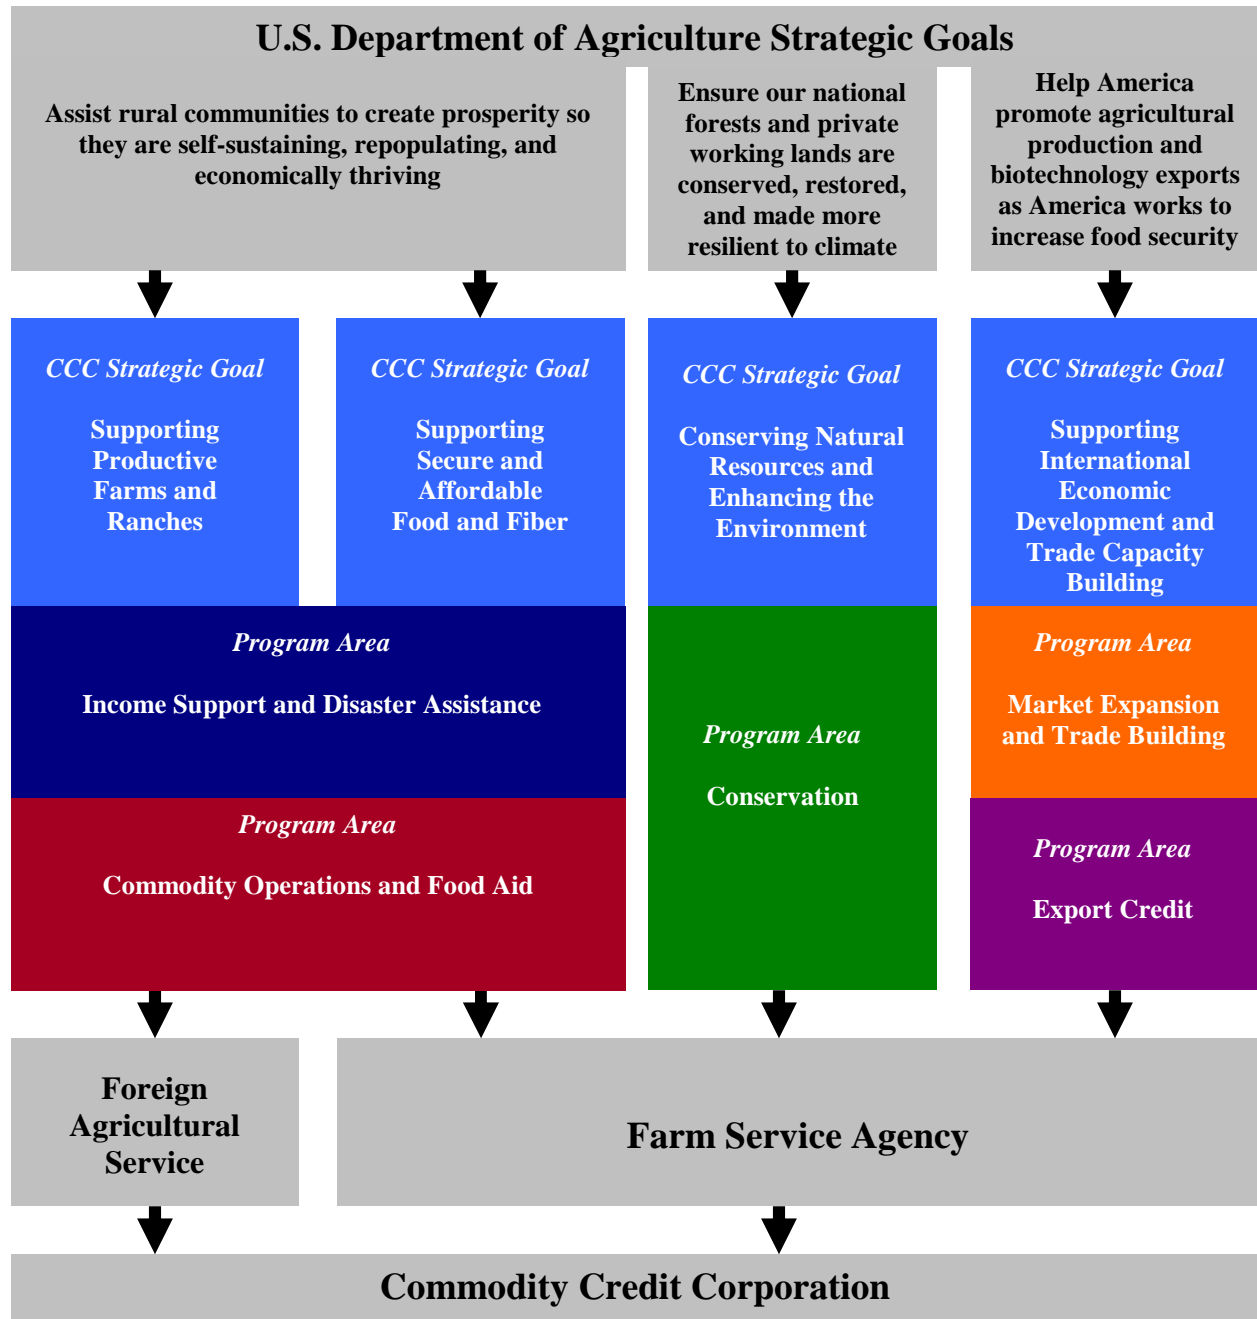 U.S. Department of Agriculture Strategic Goals
Assist rural communities to create prosperity so
they are self-sustaining, repopulating, and
economically thriving
Ensure our national
forests and private
working lands are
conserved, restored,
and made more
resilient to climate
Help America
promote agricultural
production and
biotechnology exports
as America works to
increase food security
CCC Strategic Goal
Supporting
Productive
Farms and
Ranches
CCC Strategic Goal
Supporting
Secure and
Affordable
Food and Fiber
CCC Strategic Goal
Conserving Natural
Resources and
Enhancing the
Environment
CCC Strategic Goal
Supporting
International
Economic
Development and
Trade Capacity
Building
Program Area
Income Support and Disaster Assistance
Program Area
Commodity Operations and Food Aid
Program Area
Conservation
Program Area
Market Expansion
and Trade Building
Program Area
Export Credit
Foreign
Agricultural
Service
Farm Service Agency
Commodity Credit Corporation